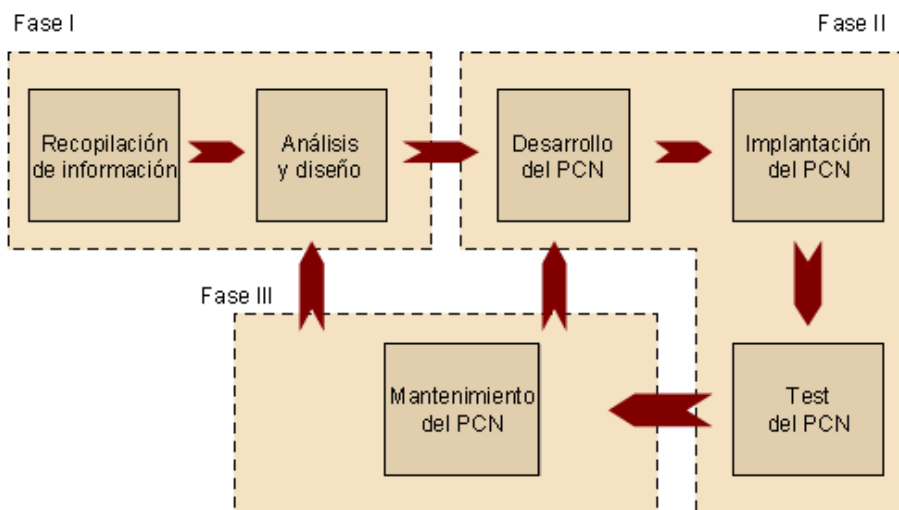 Fase I
Fase II
Recopilación
de información
Análisis
y diseño
Desarrollo
del PCN
Implantación
del PCN
Fase III
Mantenimiento
del PCN
Test
del PCN